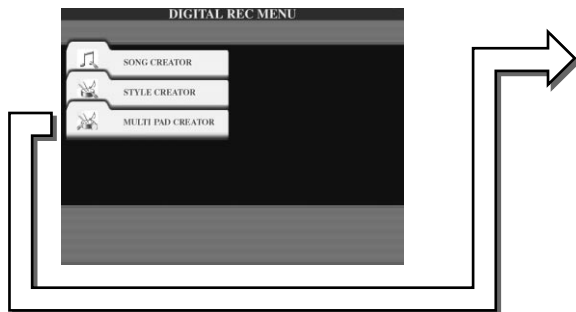 DIGITAL REC MENU
SONG CREATOR
STYLE CREATOR
MULTI PAD CREATOR